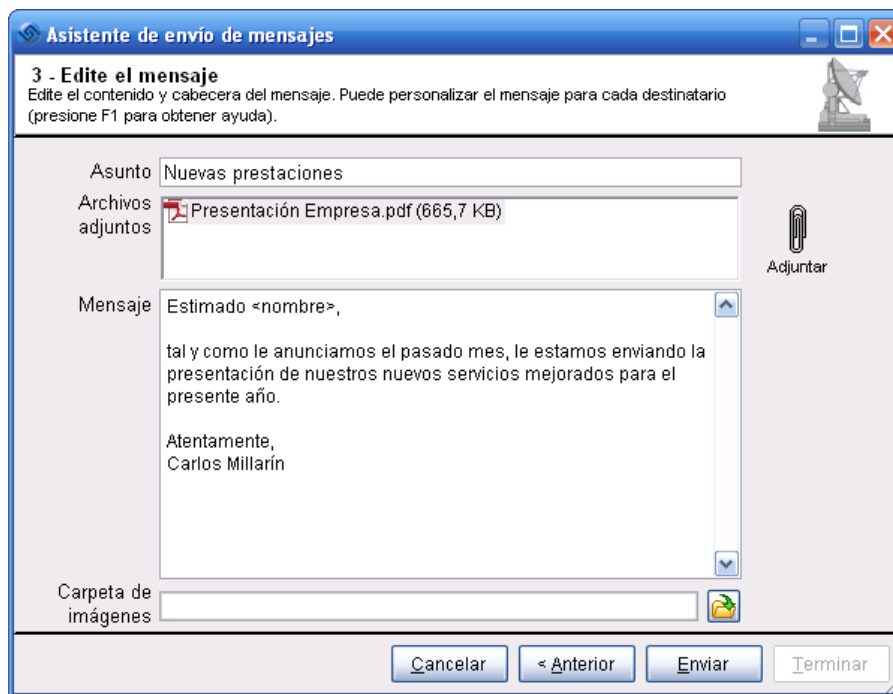 Asistente de envío de mensajes
3 - Edite el mensaje
Edite el contenido y cabecera del mensaje. Puede personalizar el mensaje para cada destinatario
(presione F1 para obtener ayuda).
Asunto
Nuevas prestaciones
Archivos
adjuntos
Presentación Empresa.pdf (665,7 KB)
Adjuntar
Mensaje
Estimado <nombre>,
tal y como le anunciamos el pasado mes, le estamos enviando la
presentación de nuestros nuevos servicios mejorados para el
presente año.
Atentamente,
Carlos Millarín
Carpeta de
imágenes
Cancelar
< Anterior
Enviar
Terminar